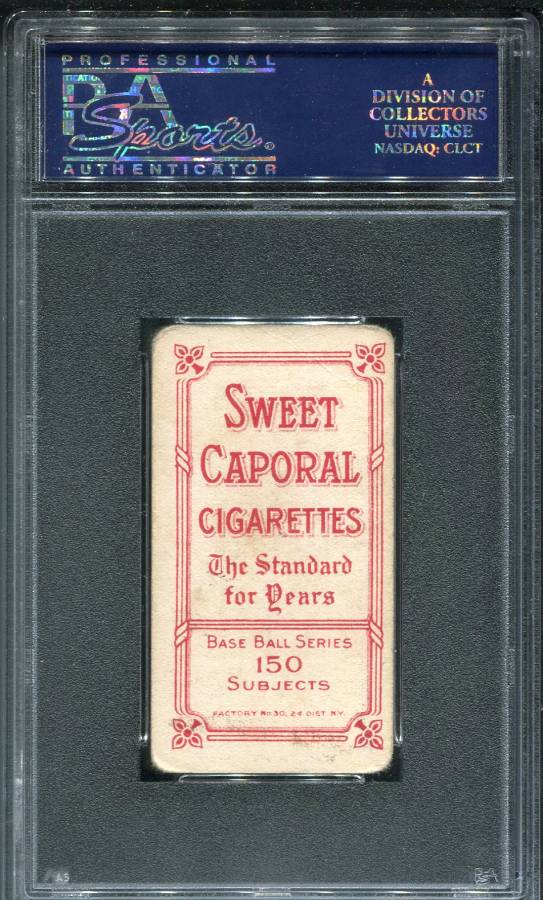 PROFESSIONAL
PSA
Sports®
AUTHENTICATOR
A
DIVISION OF
COLLECTORS
UNIVERSE
NASDAQ: CLCT
SWEET
CAPORAL
CIGARETTES
The Standard
for Years
BASE BALL SERIES
150
SUBJECTS
FACTORY No. 30, 2d DIST. N.Y.
PSA